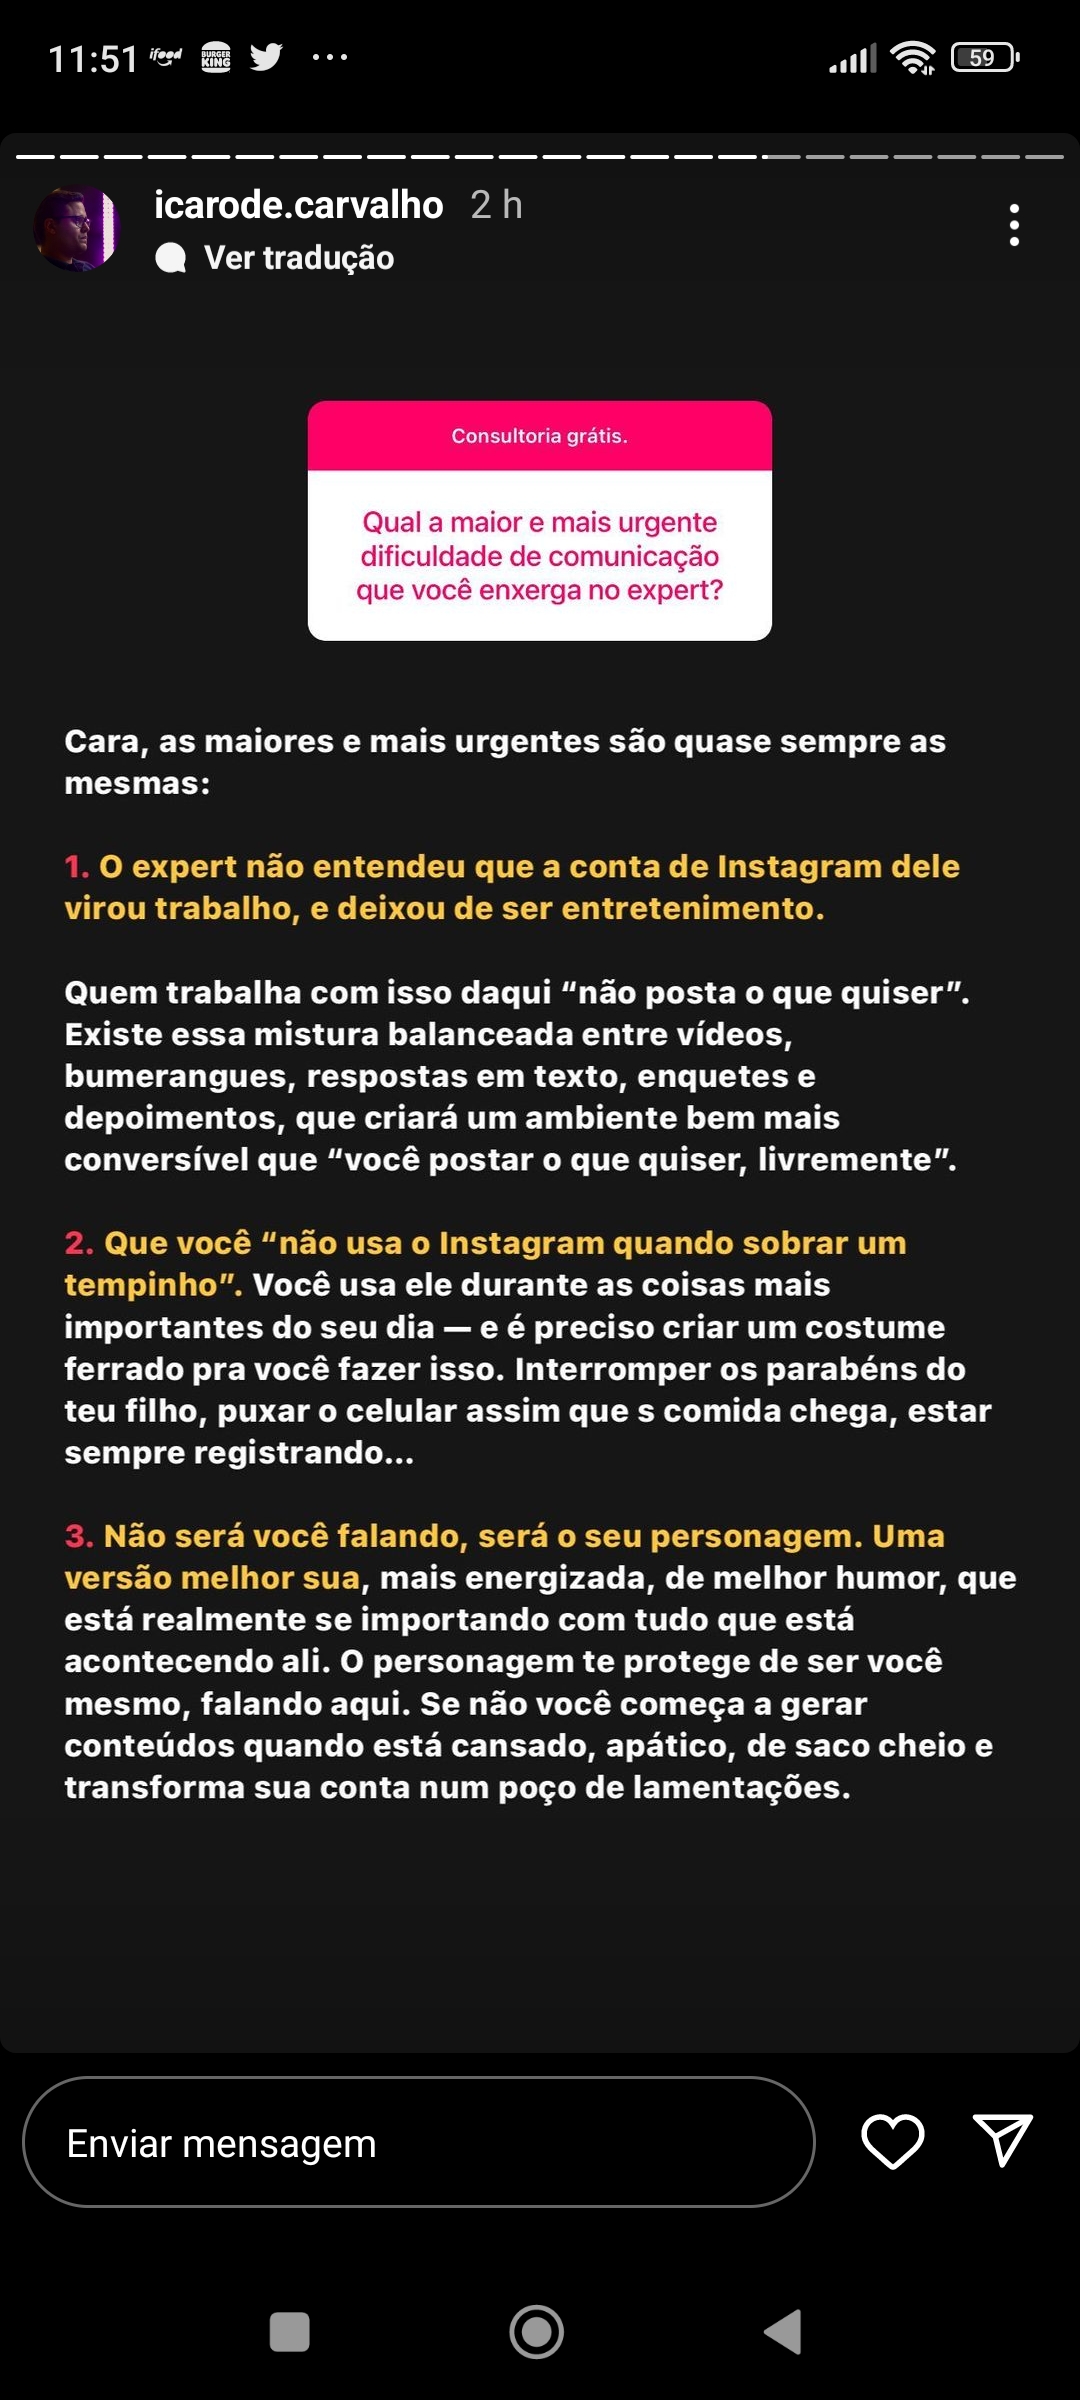 11:51 ifood BURGER KING 59
icarode.carvalho 2 h
Ver tradução
Consultoria grátis.
Qual a maior e mais urgente
dificuldade de comunicação
que você enxerga no expert?
Cara, as maiores e mais urgentes são quase sempre as
mesmas:
1. O expert não entendeu que a conta de Instagram dele
virou trabalho, e deixou de ser entretenimento.
Quem trabalha com isso daqui “não posta o que quiser”.
Existe essa mistura balanceada entre vídeos,
bumerangues, respostas em texto, enquetes e
depoimentos, que criará um ambiente bem mais
conversível que “você postar o que quiser, livremente”.
2. Que você “não usa o Instagram quando sobrar um
tempinho”. Você usa ele durante as coisas mais
importantes do seu dia — e é preciso criar um costume
ferrado pra você fazer isso. Interromper os parabéns do
teu filho, puxar o celular assim que s comida chega, estar
sempre registrando...
3. Não será você falando, será o seu personagem. Uma
versão melhor sua, mais energizada, de melhor humor, que
está realmente se importando com tudo que está
acontecendo ali. O personagem te protege de ser você
mesmo, falando aqui. Se não você começa a gerar
conteúdos quando está cansado, apático, de saco cheio e
transforma sua conta num poço de lamentações.
Enviar mensagem